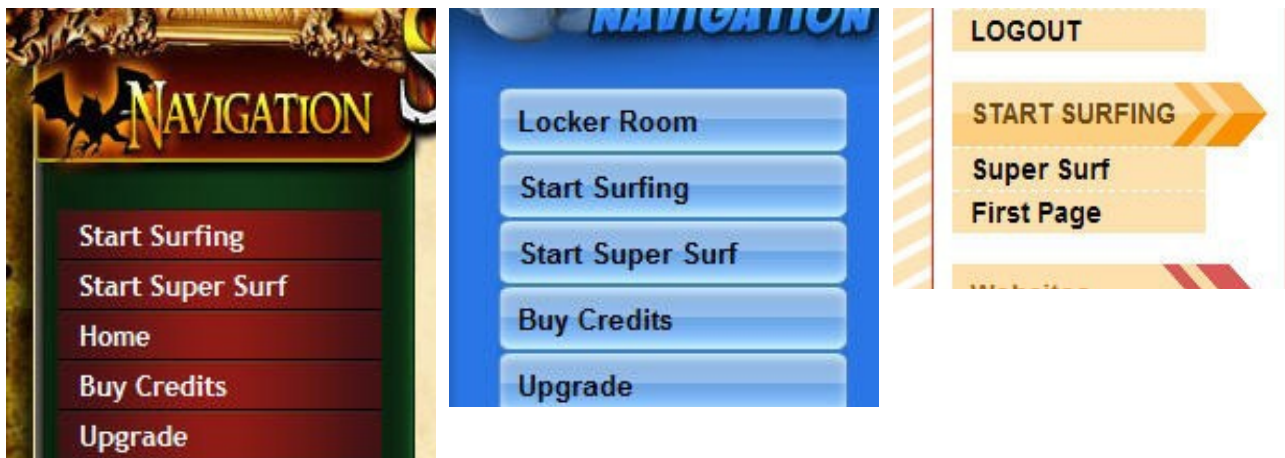 NAVIGATION
Start Surfing
Start Super Surf
Home
Buy Credits
Upgrade
NAVIGATION
Locker Room
Start Surfing
Start Super Surf
Buy Credits
Upgrade
LOGOUT
START SURFING
Super Surf
First Page
Websites